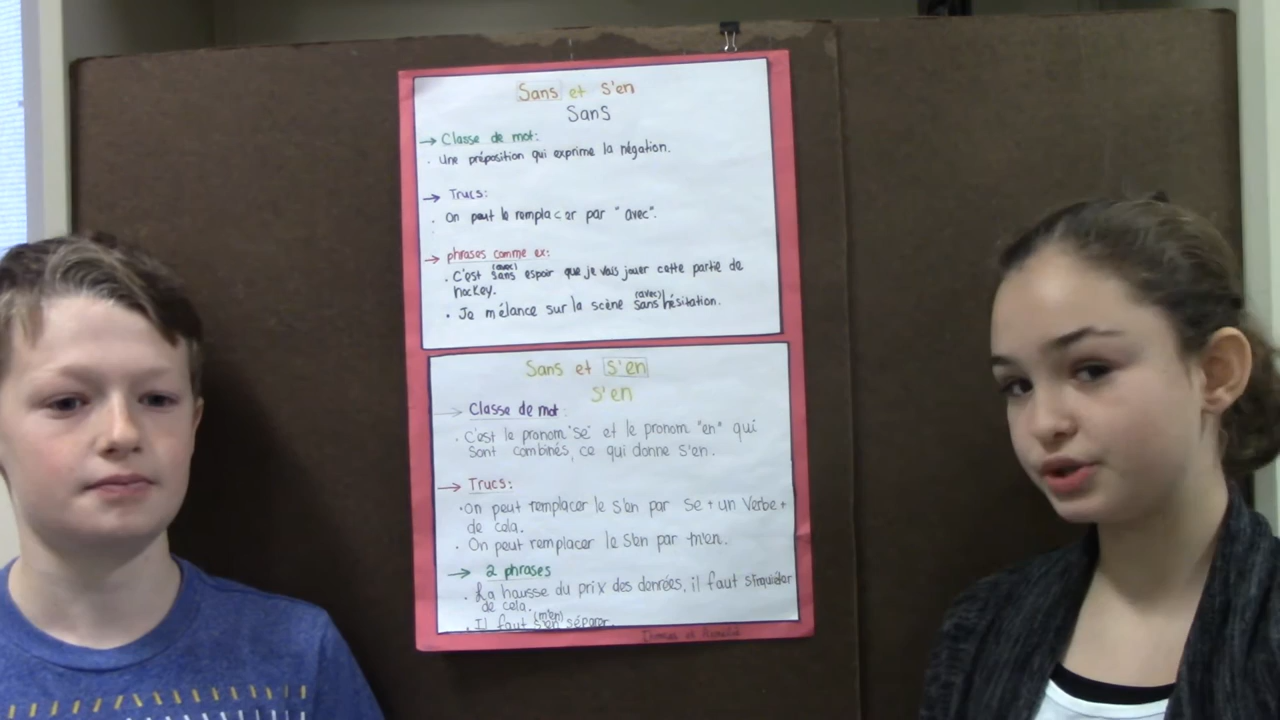 Sans et s'en
Sans
→ Classe de mot:
. Une préposition qui exprime la négation.
→ Trucs:
. On peut le remplacer par "avec".
→ phrases comme ex:
(avec)
. C'est sans espoir que je vais jouer cette partie de
hockey.
(avec)
. Je m'élance sur la scène sans hésitation.
Sans et s'en
s'en
→ Classe de mot:
. C'est le pronom "se" et le pronom "en" qui
sont combinés, ce qui donne s'en.
→ Trucs:
. On peut remplacer le s'en par se + un verbe +
de cela.
. On peut remplacer le s'en par m'en.
→ 2 phrases
. La hausse du prix des données, il faut s'inquiéter
de cela.
(m'en)
. Il faut s'en séparer.
et